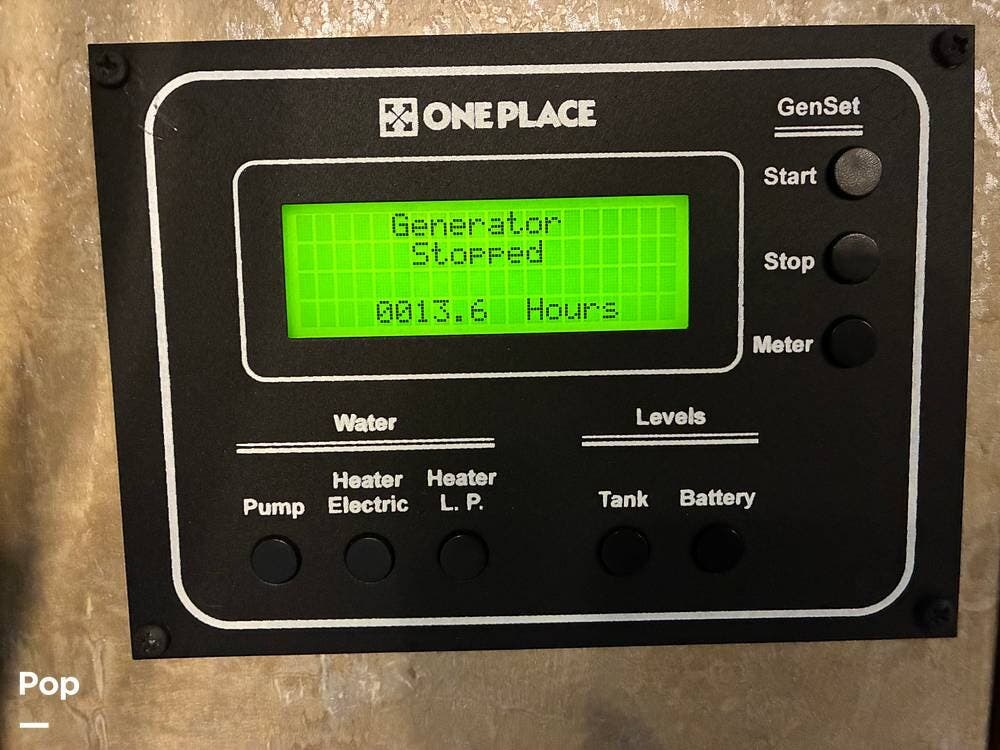 ONE PLACE
GenSet
Start
Stop
Meter
Generator
Stopped
0013.6 Hours
Water
Pump
Heater
Electric
Heater
L. P.
Levels
Tank
Battery
Pop